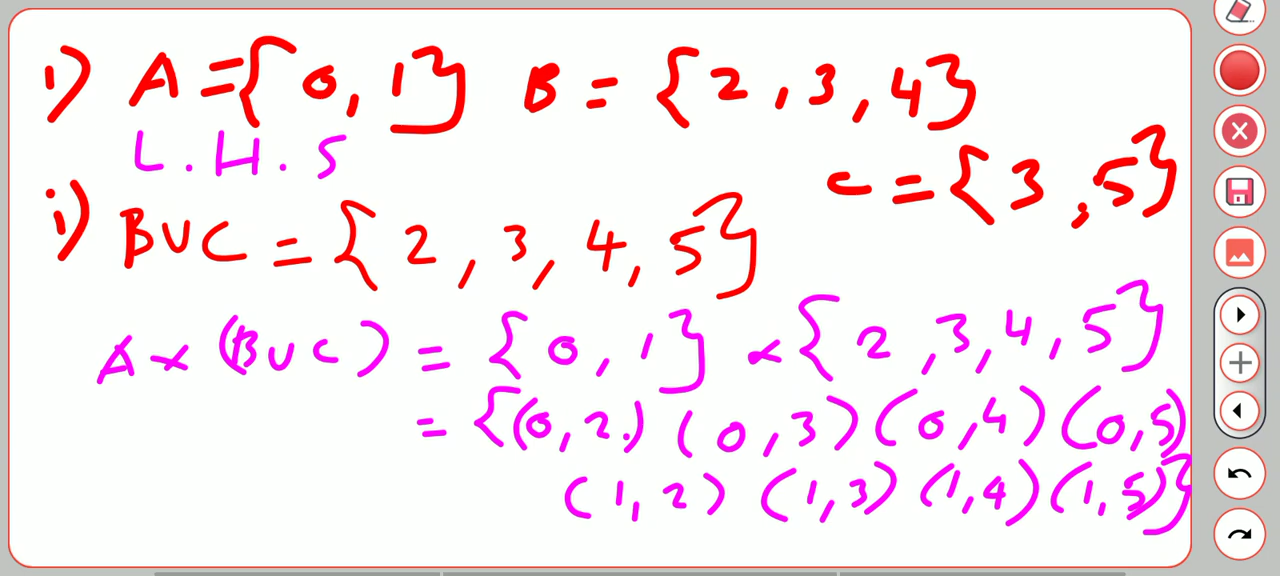 1) A = {0, 1} B = {2, 3, 4}
L.H.S
C = {3, 5}
i) B∪C = {2, 3, 4, 5}
A × (B∪C) = {0, 1} × {2, 3, 4, 5}
= {(0, 2) (0, 3) (0, 4) (0, 5)
(1, 2) (1, 3) (1, 4) (1, 5)}